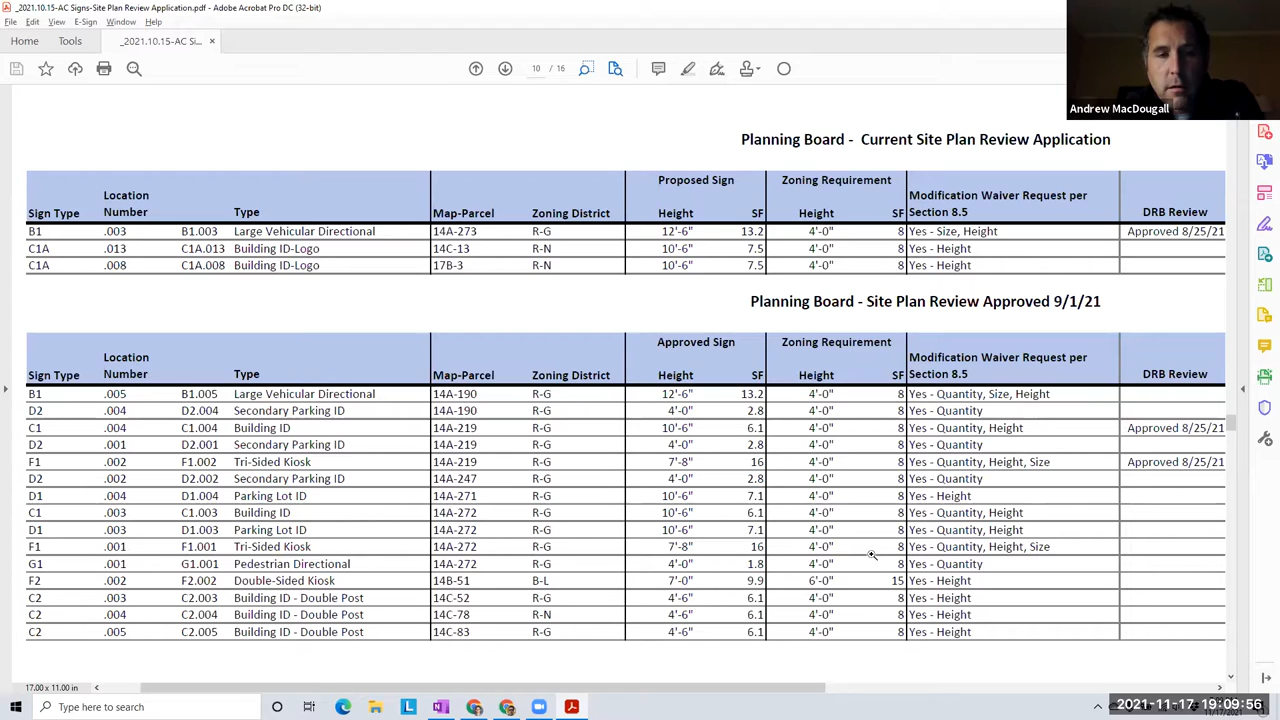 _2021.10.15-AC Signs-Site Plan Review Application.pdf - Adobe Acrobat Pro DC (32-bit)
File Edit View E-Sign Window Help
Home Tools _2021.10.15-AC Si... ×
10 / 16
Andrew MacDougall
Planning Board - Current Site Plan Review Application
Proposed Sign Zoning Requirement
Location Modification Waiver Request per
Sign Type Number Type Map-Parcel Zoning District Height SF Height SF Section 8.5 DRB Review
B1 .003 B1.003 Large Vehicular Directional 14A-273 R-G 12'-6" 13.2 4'-0" 8 Yes - Size, Height Approved 8/25/21
C1A .013 C1A.013 Building ID-Logo 14C-13 R-N 10'-6" 7.5 4'-0" 8 Yes - Height
C1A .008 C1A.008 Building ID-Logo 17B-3 R-N 10'-6" 7.5 4'-0" 8 Yes - Height
Planning Board - Site Plan Review Approved 9/1/21
Approved Sign Zoning Requirement
Location Modification Waiver Request per
Sign Type Number Type Map-Parcel Zoning District Height SF Height SF Section 8.5 DRB Review
B1 .005 B1.005 Large Vehicular Directional 14A-190 R-G 12'-6" 13.2 4'-0" 8 Yes - Quantity, Size, Height
D2 .004 D2.004 Secondary Parking ID 14A-190 R-G 4'-0" 2.8 4'-0" 8 Yes - Quantity
C1 .004 C1.004 Building ID 14A-219 R-G 10'-6" 6.1 4'-0" 8 Yes - Quantity, Height Approved 8/25/21
D2 .001 D2.001 Secondary Parking ID 14A-219 R-G 4'-0" 2.8 4'-0" 8 Yes - Quantity
F1 .002 F1.002 Tri-Sided Kiosk 14A-219 R-G 7'-8" 16 4'-0" 8 Yes - Quantity, Height, Size Approved 8/25/21
D2 .002 D2.002 Secondary Parking ID 14A-247 R-G 4'-0" 2.8 4'-0" 8 Yes - Quantity
D1 .004 D1.004 Parking Lot ID 14A-271 R-G 10'-6" 7.1 4'-0" 8 Yes - Height
C1 .003 C1.003 Building ID 14A-272 R-G 10'-6" 6.1 4'-0" 8 Yes - Quantity, Height
D1 .003 D1.003 Parking Lot ID 14A-272 R-G 10'-6" 7.1 4'-0" 8 Yes - Quantity, Height
F1 .001 F1.001 Tri-Sided Kiosk 14A-272 R-G 7'-8" 16 4'-0" 8 Yes - Quantity, Height, Size
G1 .001 G1.001 Pedestrian Directional 14A-272 R-G 4'-0" 1.8 4'-0" 8 Yes - Quantity
F2 .002 F2.002 Double-Sided Kiosk 14B-51 B-L 7'-0" 9.9 6'-0" 15 Yes - Height
C2 .003 C2.003 Building ID - Double Post 14C-52 R-G 4'-6" 6.1 4'-0" 8 Yes - Height
C2 .004 C2.004 Building ID - Double Post 14C-78 R-N 4'-6" 6.1 4'-0" 8 Yes - Height
C2 .005 C2.005 Building ID - Double Post 14C-83 R-G 4'-6" 6.1 4'-0" 8 Yes - Height
17.00 x 11.00 in
Type here to search
2021-11-17 19:09:56